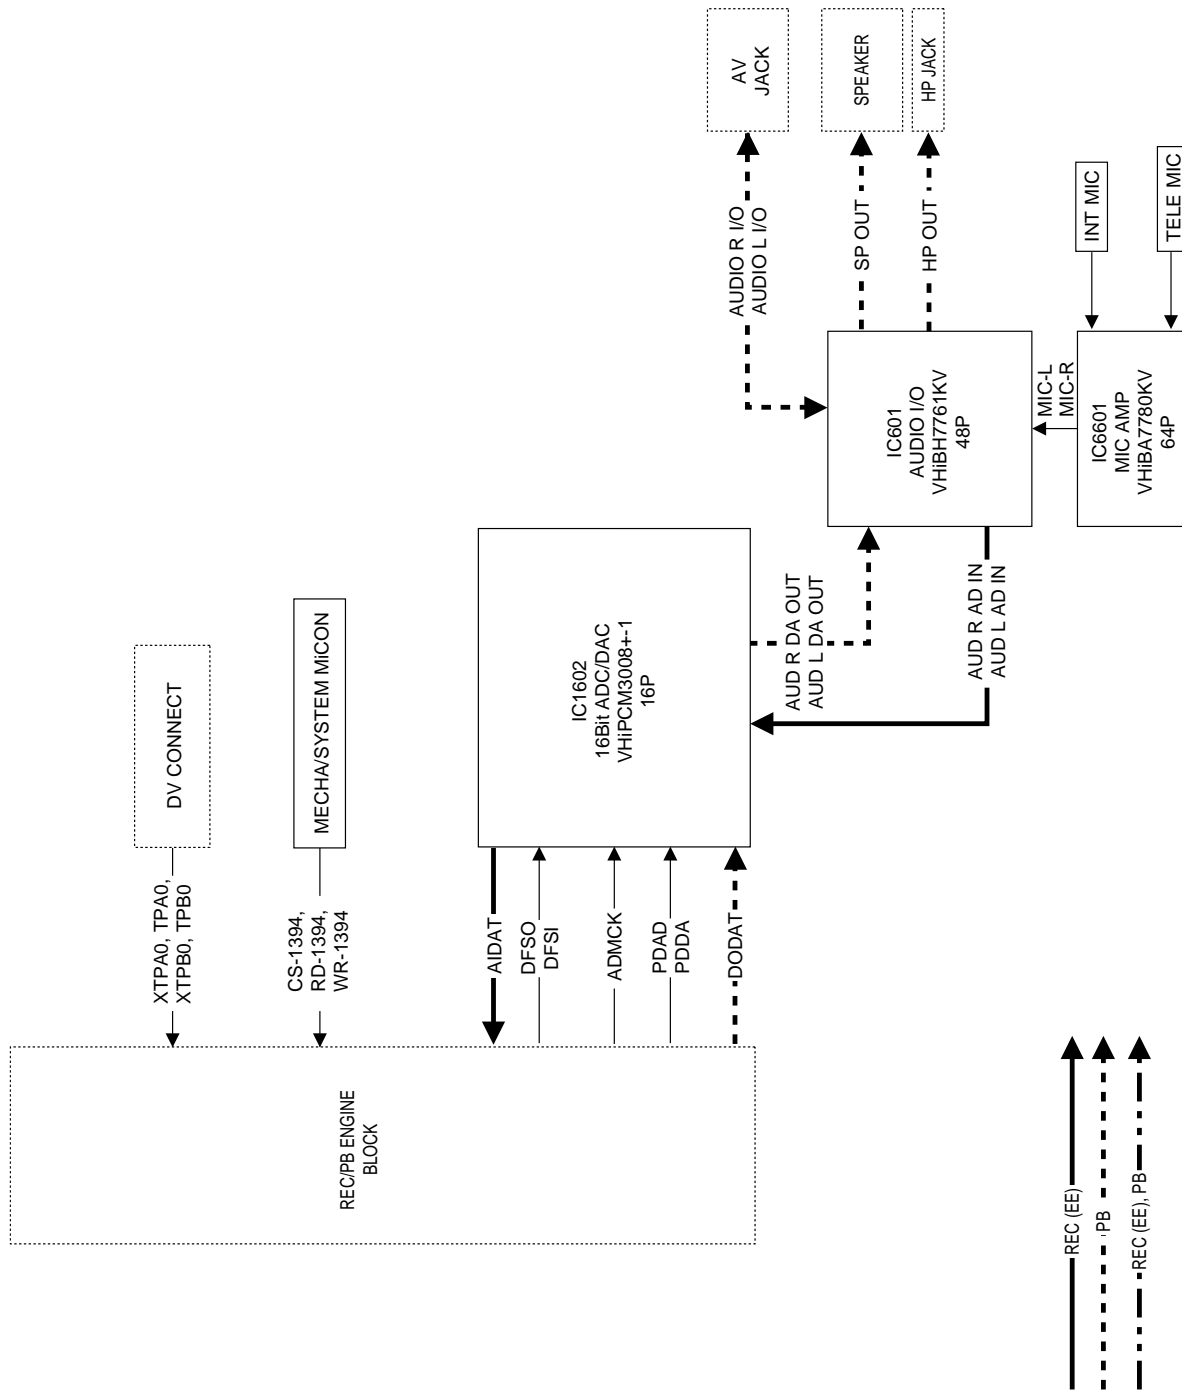 AV
JACK
SPEAKER
HP JACK
AUDIO R I/O
AUDIO L I/O
SP OUT
HP OUT
INT MIC
TELE MIC
IC601
AUDIO I/O
VHiBH7761KV
48P
MIC-L
MIC-R
IC6601
MIC AMP
VHiBA7780KV
64P
IC1602
16Bit ADC/DAC
VHiPCM3008+-1
16P
AUD R DA OUT
AUD L DA OUT
AUD R AD IN
AUD L AD IN
DV CONNECT
MECHA/SYSTEM MiCON
XTPA0, TPA0,
XTPB0, TPB0
CS-1394,
RD-1394,
WR-1394
AIDAT
DFSO
DFSI
ADMCK
PDAD
PDDA
DODAT
REC/PB ENGINE
BLOCK
REC (EE)
PB
REC (EE), PB